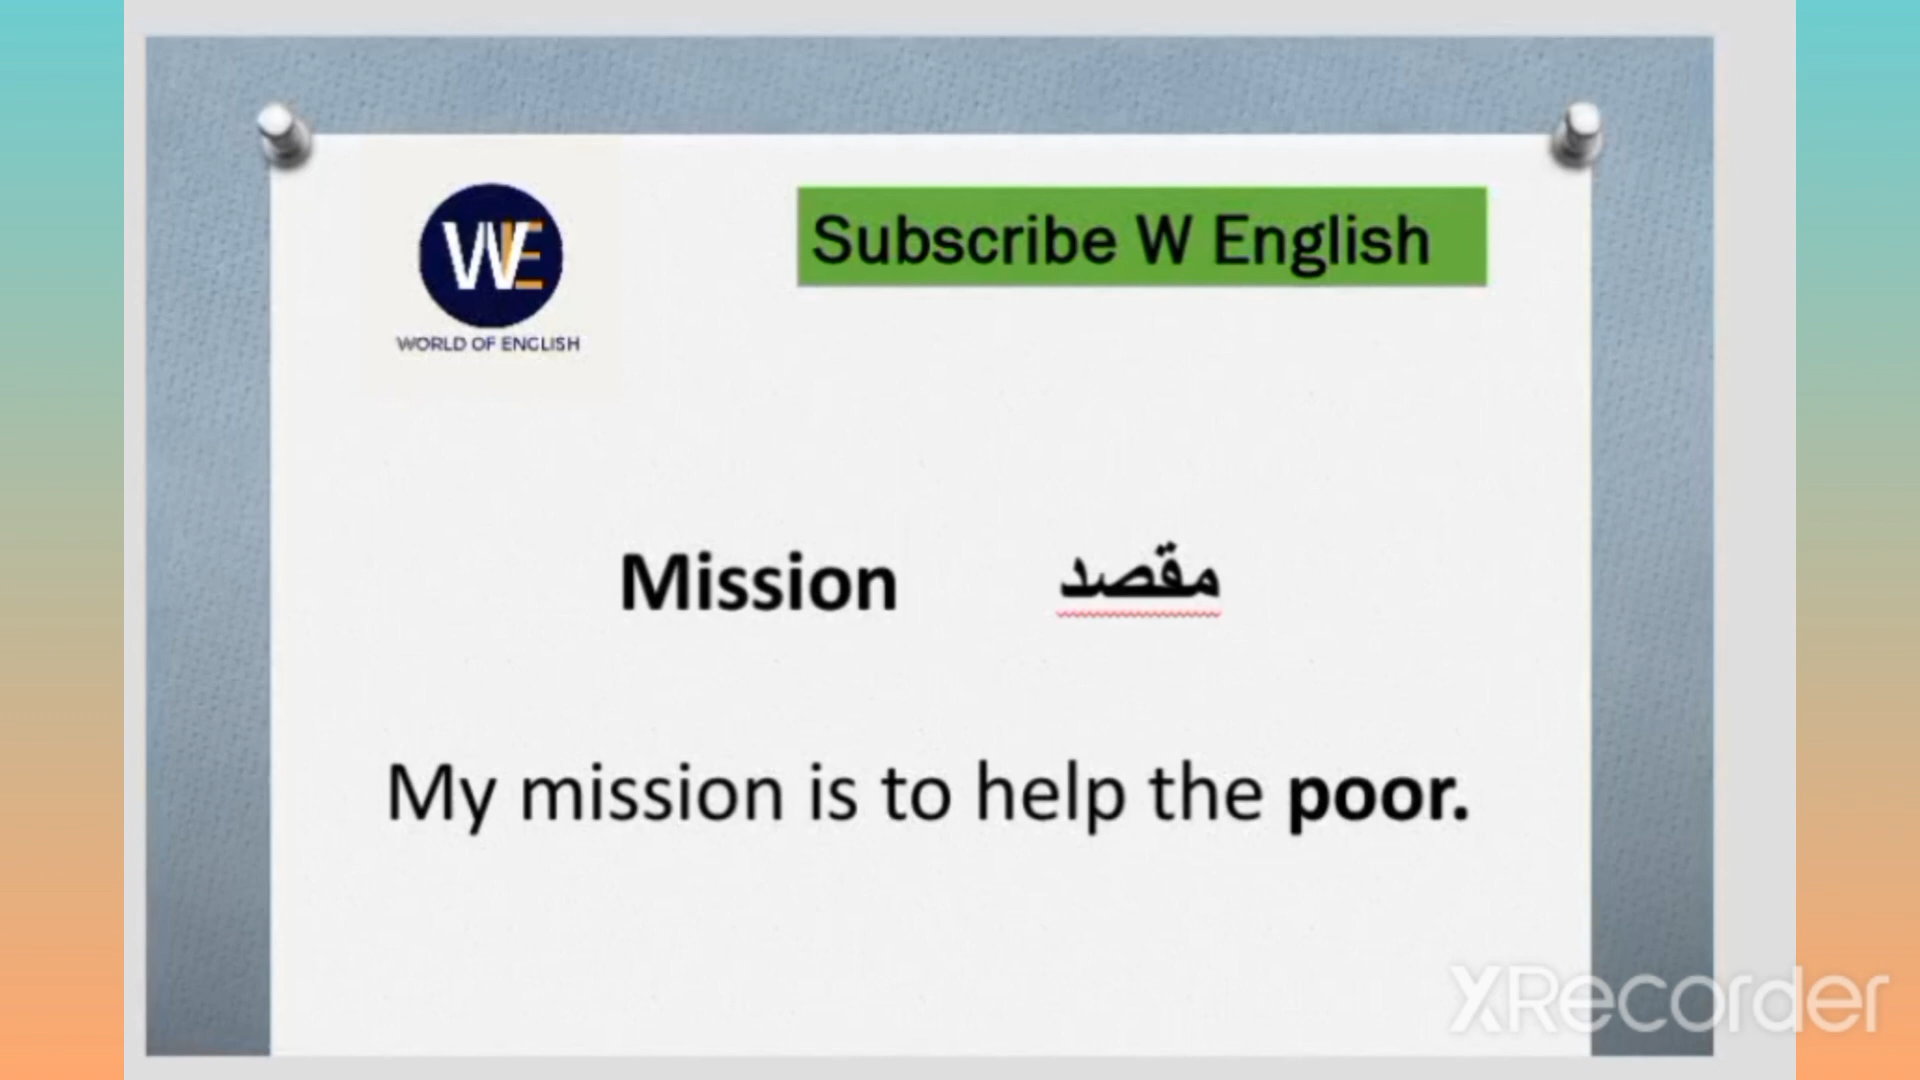 WE
WORLD OF ENGLISH
Subscribe W English
Mission مقصد
My mission is to help the poor.
XRecorder